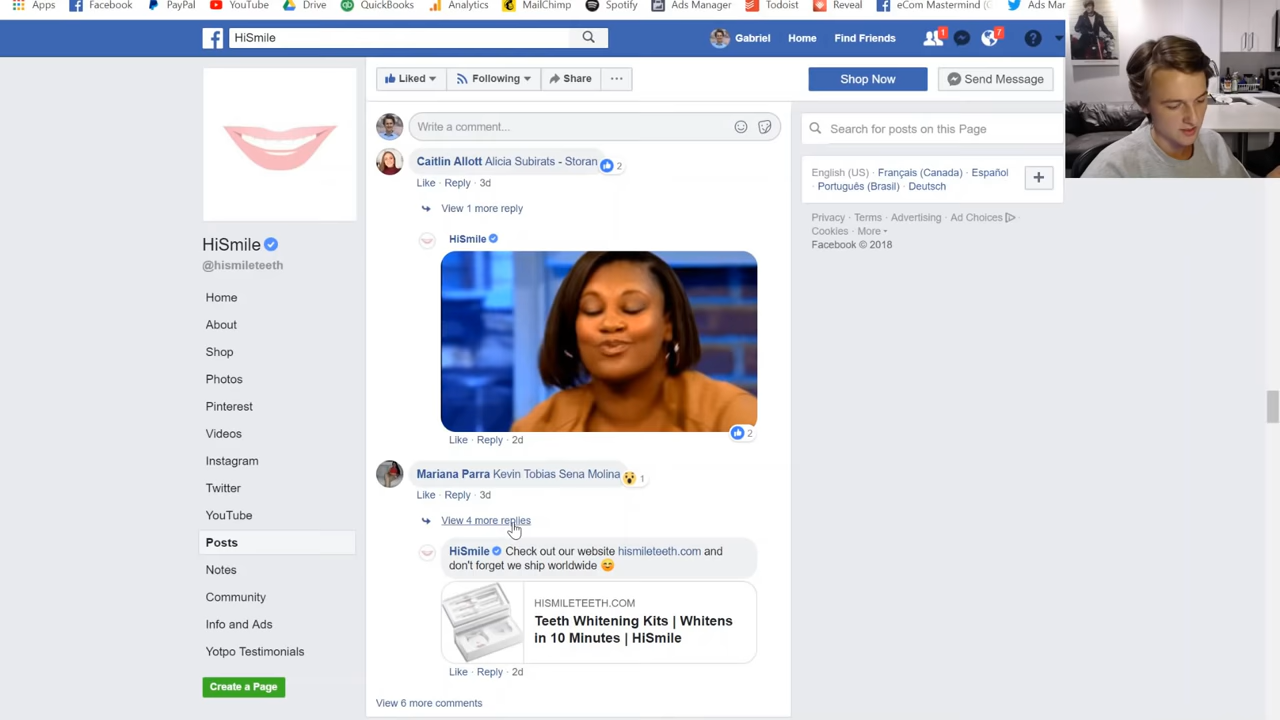 Apps Facebook PayPal YouTube Drive QuickBooks Analytics MailChimp Spotify Ads Manager Todoist Reveal eCom Mastermind ( Ads Mar
HiSmile
Gabriel Home Find Friends 1 7
Liked Following Share ... Shop Now Send Message
Write a comment...
Search for posts on this Page
Caitlin Allott Alicia Subirats - Storan 2
Like · Reply · 3d
View 1 more reply
HiSmile
Like · Reply · 2d 2
Mariana Parra Kevin Tobias Sena Molina 1
Like · Reply · 3d
View 4 more replies
HiSmile Check out our website hismileteeth.com and
don't forget we ship worldwide 😊
HISMILETEETH.COM
Teeth Whitening Kits | Whitens
in 10 Minutes | HiSmile
Like · Reply · 2d
View 6 more comments
HiSmile
@hismileteeth
Home
About
Shop
Photos
Pinterest
Videos
Instagram
Twitter
YouTube
Posts
Notes
Community
Info and Ads
Yotpo Testimonials
Create a Page
English (US) · Français (Canada) · Español ·
Português (Brasil) · Deutsch
Privacy · Terms · Advertising · Ad Choices ·
Cookies · More
Facebook © 2018